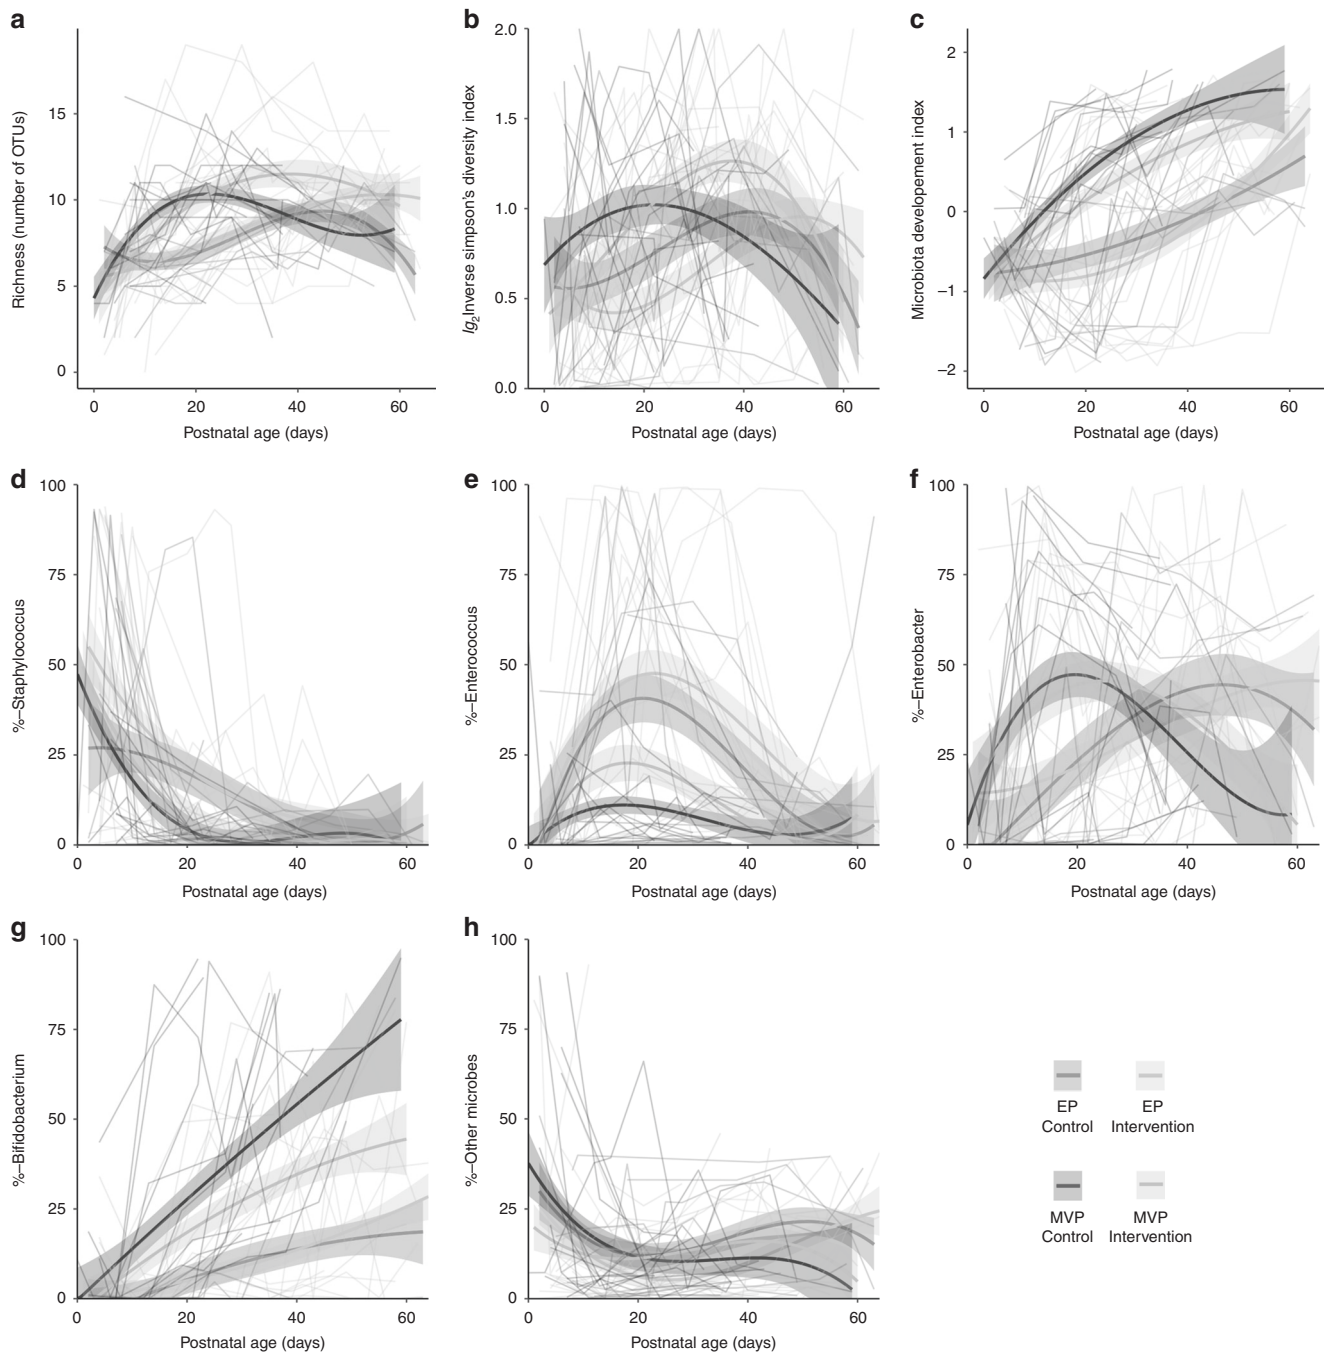 a
Richness (number of OTUs)
15
10
5
0
0 20 40 60
Postnatal age (days)
b
lg2Inverse simpson's diversity index
2.0
1.5
1.0
0.5
0.0
0 20 40 60
Postnatal age (days)
c
Microbiota developement index
2
1
0
–1
–2
0 20 40 60
Postnatal age (days)
d
%–Staphylococcus
100
75
50
25
0
0 20 40 60
Postnatal age (days)
e
%–Enterococcus
100
75
50
25
0
0 20 40 60
Postnatal age (days)
f
%–Enterobacter
100
75
50
25
0
0 20 40 60
Postnatal age (days)
g
%–Bifidobacterium
100
75
50
25
0
0 20 40 60
Postnatal age (days)
h
%–Other microbes
100
75
50
25
0
0 20 40 60
Postnatal age (days)
EP
Control
EP
Intervention
MVP
Control
MVP
Intervention